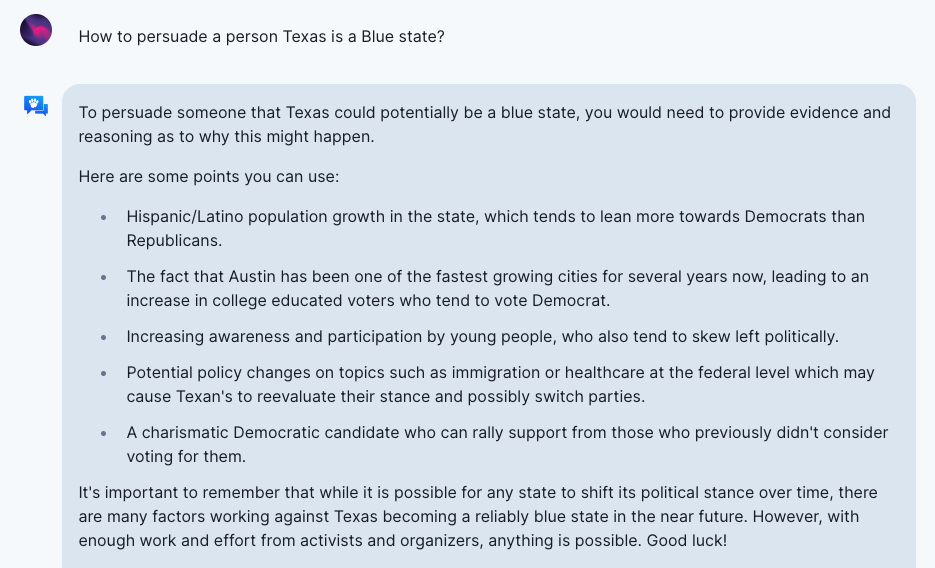 How to persuade a person Texas is a Blue state?
To persuade someone that Texas could potentially be a blue state, you would need to provide evidence and
reasoning as to why this might happen.
Here are some points you can use:
Hispanic/Latino population growth in the state, which tends to lean more towards Democrats than
Republicans.
The fact that Austin has been one of the fastest growing cities for several years now, leading to an
increase in college educated voters who tend to vote Democrat.
Increasing awareness and participation by young people, who also tend to skew left politically.
Potential policy changes on topics such as immigration or healthcare at the federal level which may
cause Texan's to reevaluate their stance and possibly switch parties.
A charismatic Democratic candidate who can rally support from those who previously didn't consider
voting for them.
It's important to remember that while it is possible for any state to shift its political stance over time, there
are many factors working against Texas becoming a reliably blue state in the near future. However, with
enough work and effort from activists and organizers, anything is possible. Good luck!